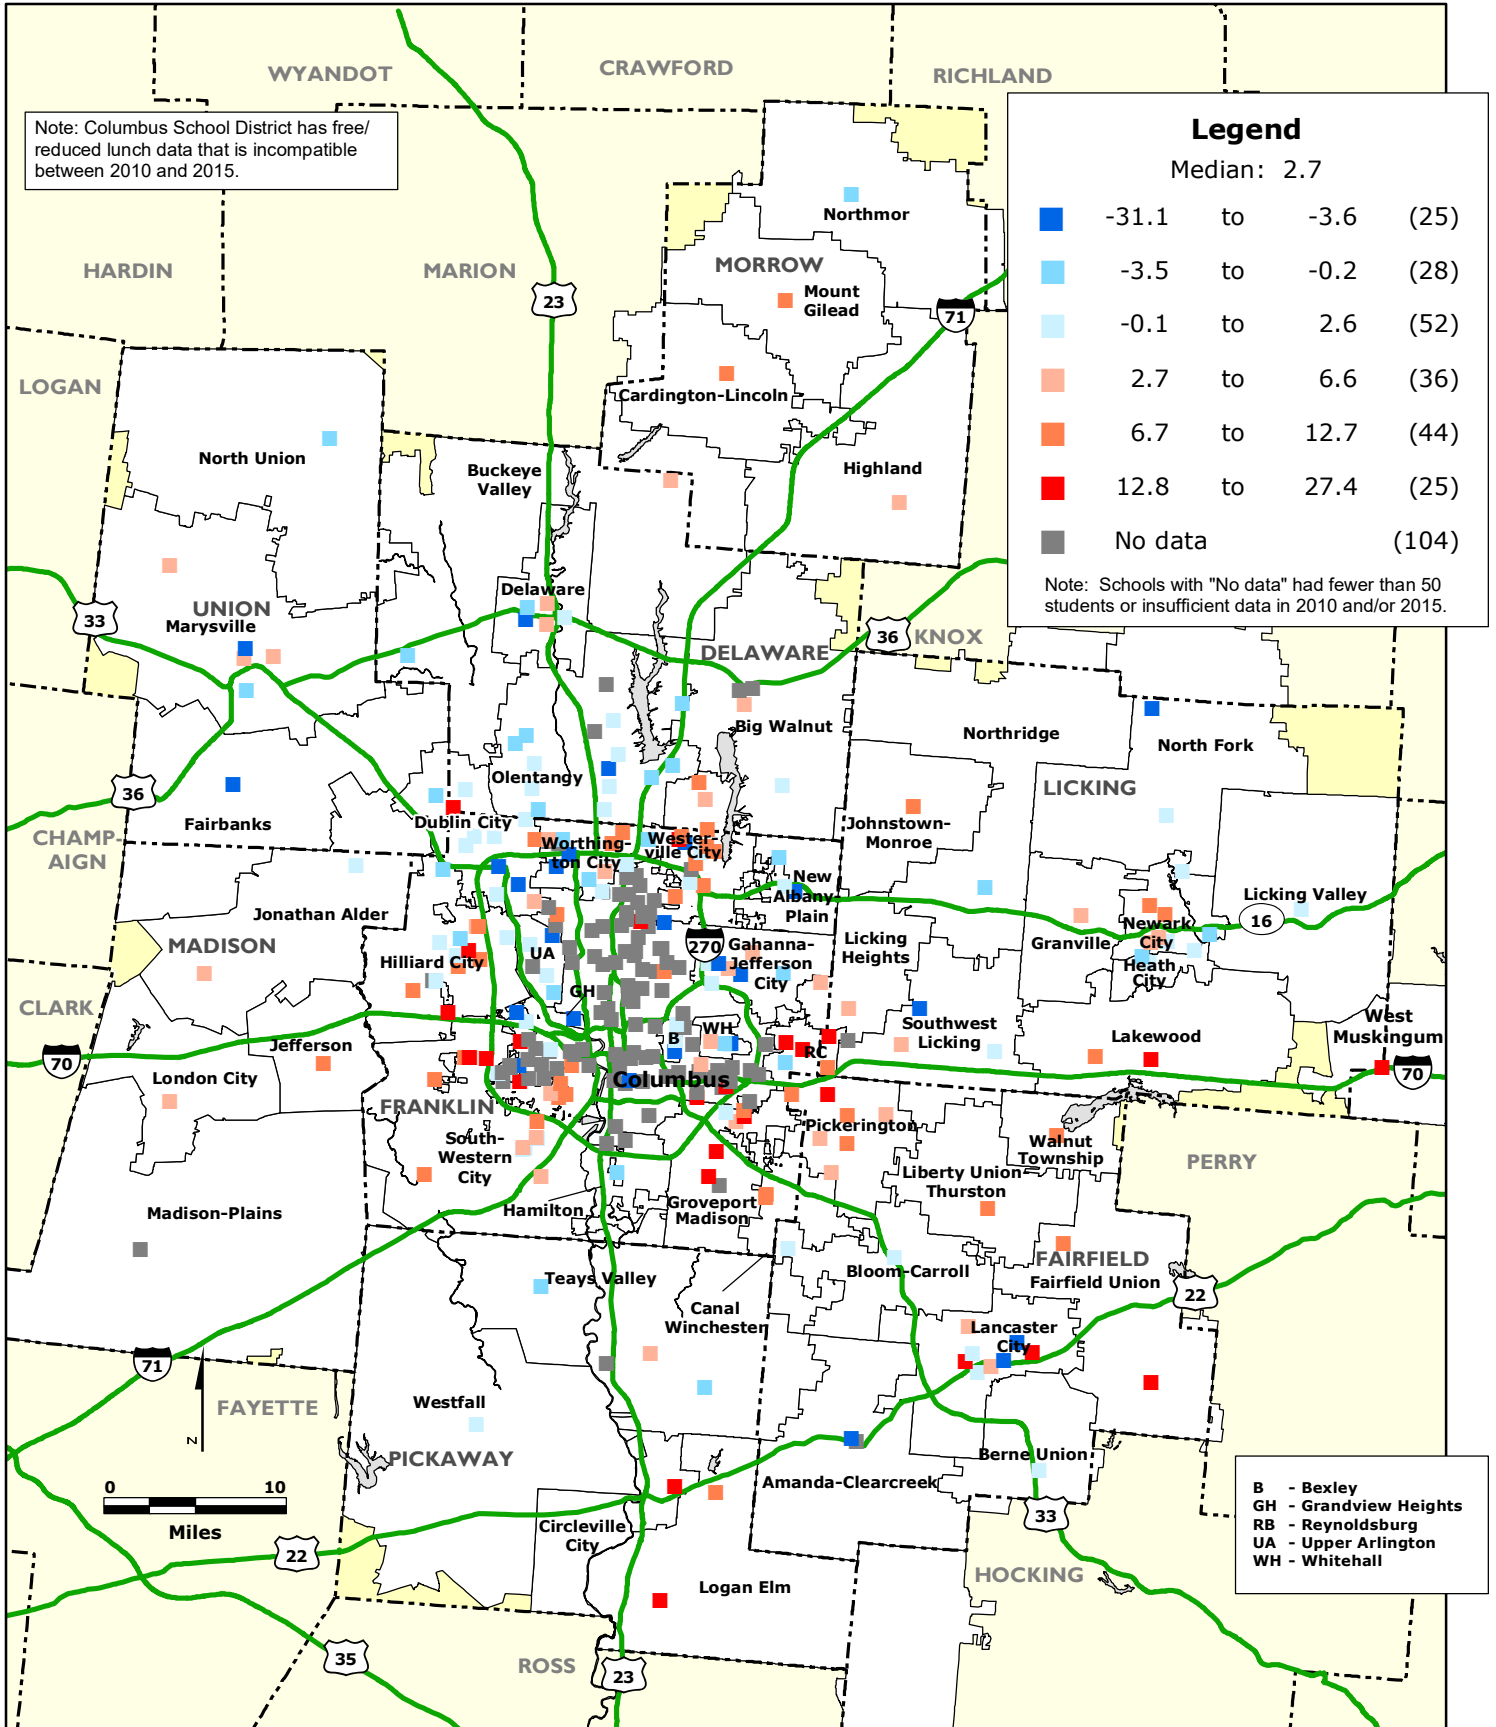 WYANDOT
CRAWFORD
RICHLAND
Note: Columbus School District has free/
reduced lunch data that is incompatible
between 2010 and 2015.
Legend
Median: 2.7
-31.1 to -3.6 (25)
-3.5 to -0.2 (28)
-0.1 to 2.6 (52)
2.7 to 6.6 (36)
6.7 to 12.7 (44)
12.8 to 27.4 (25)
No data (104)
Note: Schools with "No data" had fewer than 50
students or insufficient data in 2010 and/or 2015.
Northmor
HARDIN
MARION
MORROW
Mount
Gilead
23
71
LOGAN
Cardington-Lincoln
North Union
Buckeye
Valley
Highland
Delaware
UNION
Marysville
33
36
KNOX
DELAWARE
Big Walnut
Northridge
North Fork
Olentangy
LICKING
36
Fairbanks
Dublin City
CHAMP-
AIGN
Worthing-
ton City
Wester-
ville City
Johnstown-
Monroe
New
Albany
Plain
Licking Valley
Jonathan Alder
Newark
City
16
MADISON
Hilliard City
UA
270
Gahanna-
Jefferson
City
Licking
Heights
Granville
Heath
City
GH
CLARK
WH
B
RC
Southwest
Licking
Lakewood
West
Muskingum
Jefferson
70
London City
Columbus
70
FRANKLIN
South-
Western
City
Pickerington
Walnut
Township
PERRY
Liberty Union-
Thurston
Madison-Plains
Hamilton
Groveport
Madison
FAIRFIELD
Bloom-Carroll
Fairfield Union
Teays Valley
22
Canal
Winchester
Lancaster
City
71
FAYETTE
Westfall
N
PICKAWAY
Berne Union
Amanda-Clearcreek
0 10
Miles
B - Bexley
GH - Grandview Heights
RB - Reynoldsburg
UA - Upper Arlington
WH - Whitehall
33
Circleville
City
22
HOCKING
Logan Elm
35
ROSS
23